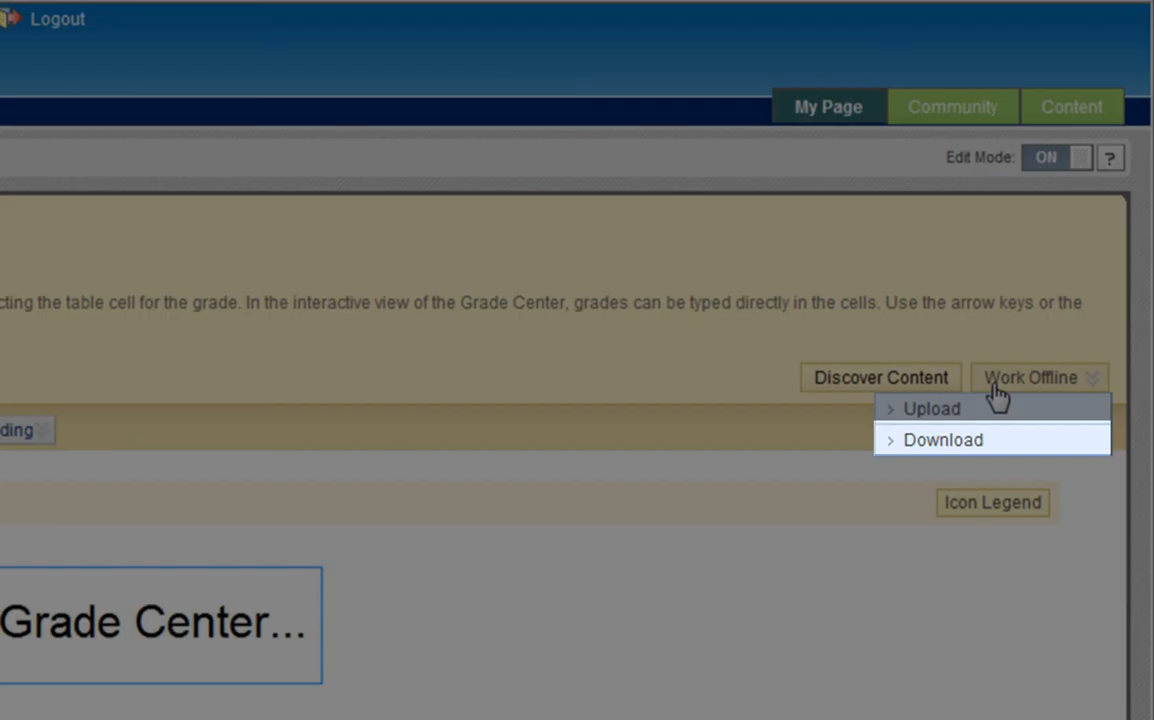 Logout
My Page Community Content
Edit Mode: ON ?
cting the table cell for the grade. In the interactive view of the Grade Center, grades can be typed directly in the cells. Use the arrow keys or the
Discover Content Work Offline
> Upload
ding
> Download
Icon Legend
Grade Center...